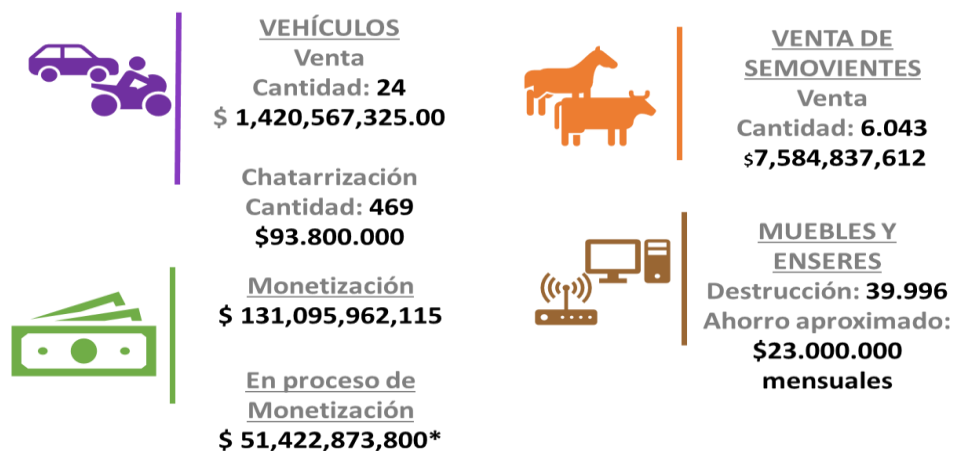 VEHÍCULOS
Venta
Cantidad: 24
$ 1,420,567,325.00
Chatarrización
Cantidad: 469
$93.800.000
Monetización
$ 131,095,962,115
En proceso de
Monetización
$ 51,422,873,800*
VENTA DE
SEMOVIENTES
Venta
Cantidad: 6.043
$7,584,837,612
MUEBLES Y
ENSERES
Destrucción: 39.996
Ahorro aproximado:
$23.000.000
mensuales